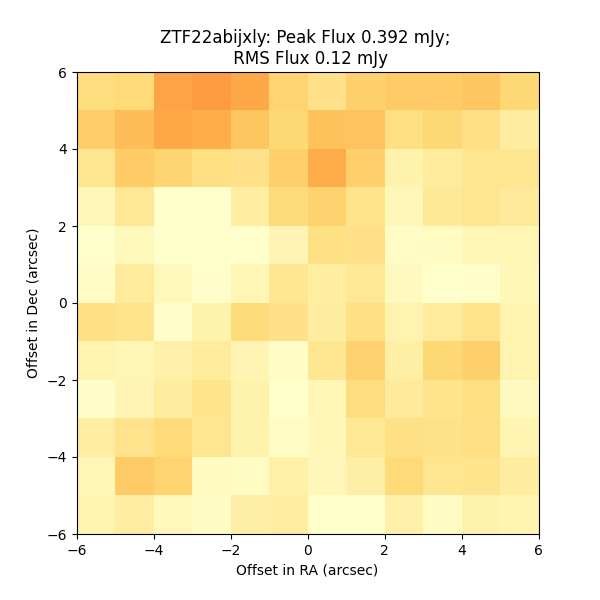 ZTF22abijxly: Peak Flux 0.392 mJy;
RMS Flux 0.12 mJy
6
4
2
0
−2
−4
−6
Offset in Dec (arcsec)
−6 −4 −2 0 2 4 6
Offset in RA (arcsec)